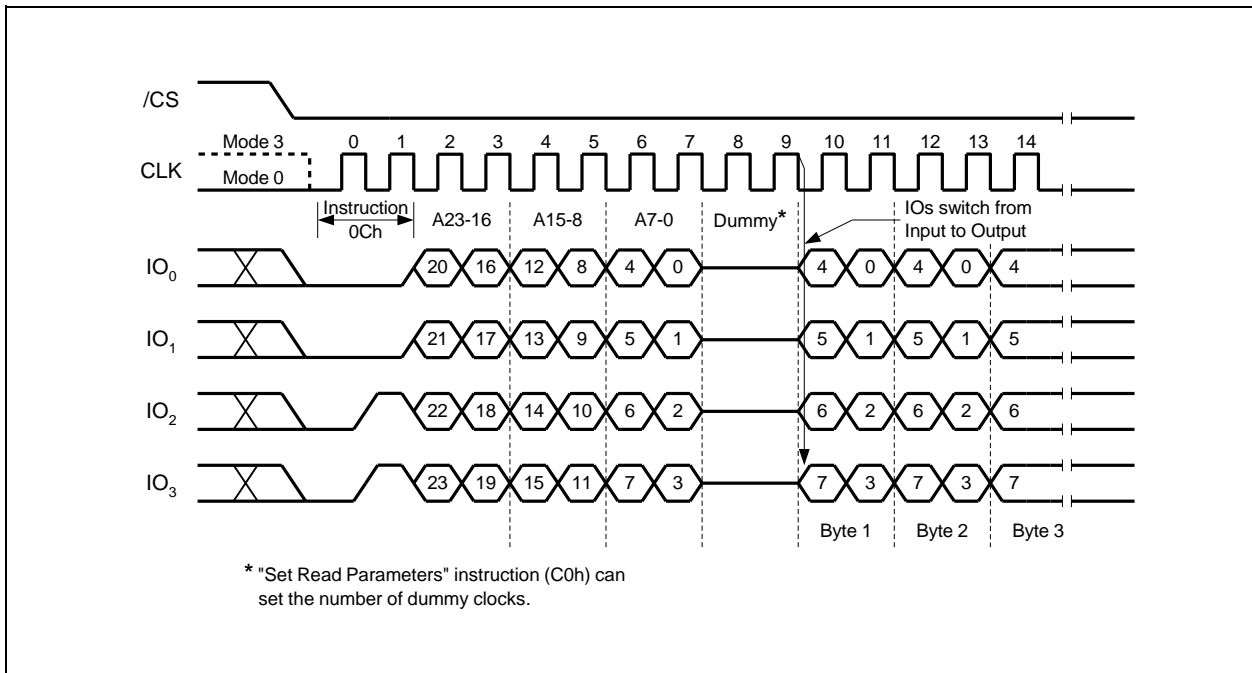 /CS
Mode 3 0 1 2 3 4 5 6 7 8 9 10 11 12 13 14
CLK
Mode 0
Instruction
0Ch
A23-16 A15-8 A7-0 Dummy*
IOs switch from
Input to Output
IO0 20 16 12 8 4 0 4 0 4 0 4
IO1 21 17 13 9 5 1 5 1 5 1 5
IO2 22 18 14 10 6 2 6 2 6 2 6
IO3 23 19 15 11 7 3 7 3 7 3 7
Byte 1 Byte 2 Byte 3
* "Set Read Parameters" instruction (C0h) can
set the number of dummy clocks.